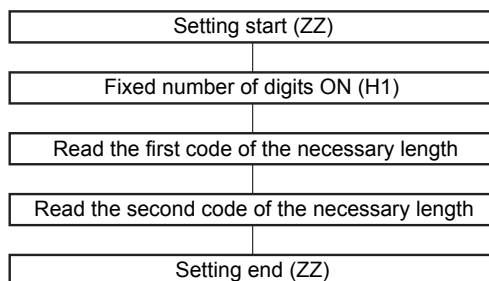 Setting start (ZZ)
Fixed number of digits ON (H1)
Read the first code of the necessary length
Read the second code of the necessary length
Setting end (ZZ)